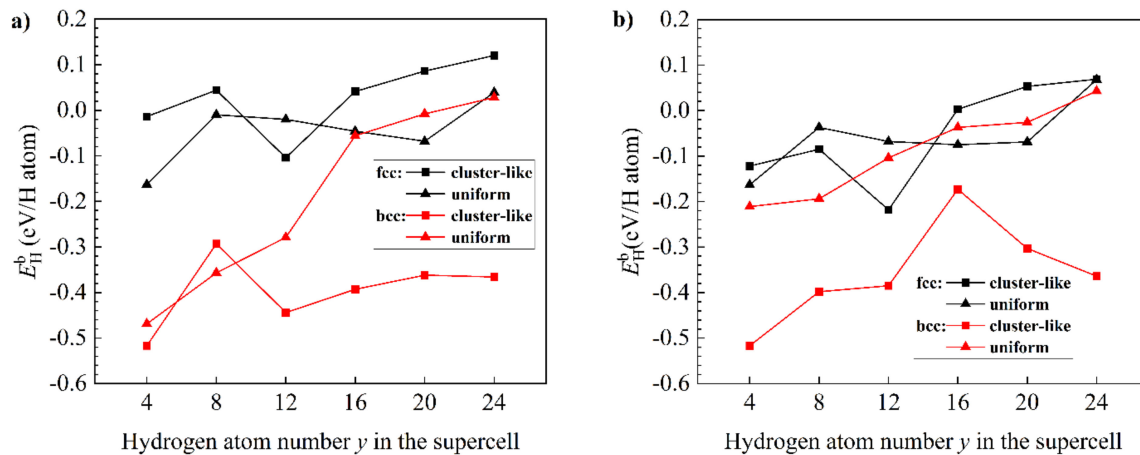 a)
E_H^b (eV/H atom)
0.2
0.1
0.0
-0.1
-0.2
-0.3
-0.4
-0.5
-0.6
fcc: cluster-like
uniform
bcc: cluster-like
uniform
4 8 12 16 20 24
Hydrogen atom number y in the supercell
b)
E_H^b(eV/H atom)
0.2
0.1
0.0
-0.1
-0.2
-0.3
-0.4
-0.5
-0.6
fcc: cluster-like
uniform
bcc: cluster-like
uniform
4 8 12 16 20 24
Hydrogen atom number y in the supercell